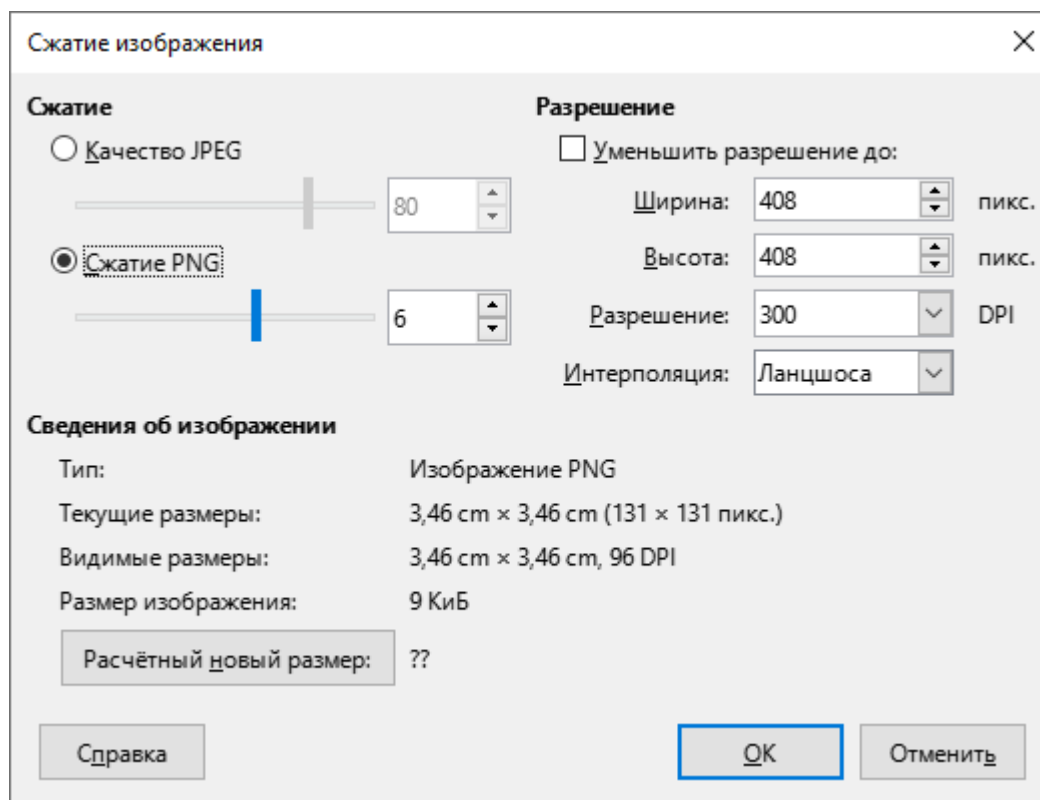 Сжатие изображения
Сжатие
Качество JPEG
80
Сжатие PNG
6
Разрешение
Уменьшить разрешение до:
Ширина: 408 пикс.
Высота: 408 пикс.
Разрешение: 300 DPI
Интерполяция: Ланцшоса
Сведения об изображении
Тип: Изображение PNG
Текущие размеры: 3,46 cm × 3,46 cm (131 × 131 пикс.)
Видимые размеры: 3,46 cm × 3,46 cm, 96 DPI
Размер изображения: 9 КиБ
Расчётный новый размер: ??
Справка
OK
Отменить